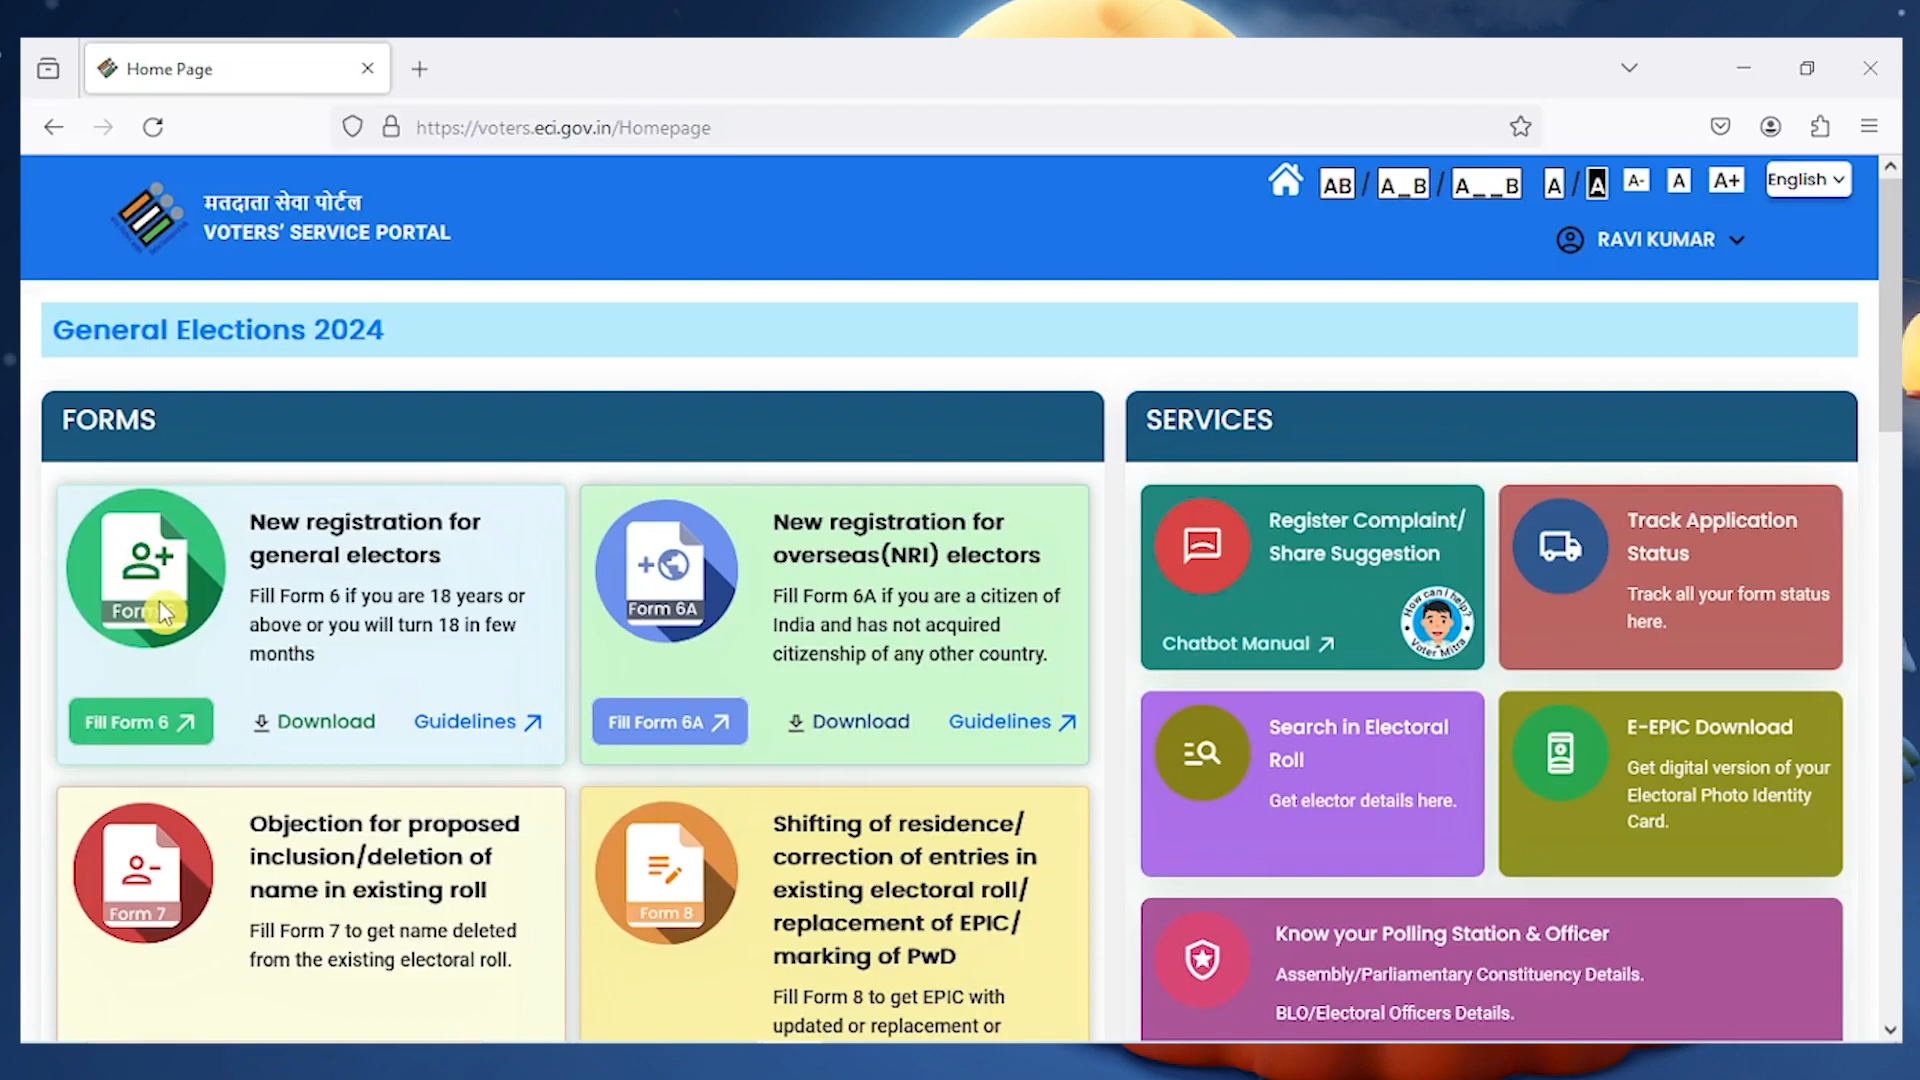 Home Page
https://voters.eci.gov.in/Homepage
मतदाता सेवा पोर्टल
VOTERS' SERVICE PORTAL
AB / A_B / A__B A / A A- A A+ English
RAVI KUMAR
General Elections 2024
FORMS
New registration for
general electors
Fill Form 6 if you are 18 years or
above or you will turn 18 in few
months
Fill Form 6
Download
Guidelines
Form 6A
New registration for
overseas(NRI) electors
Fill Form 6A if you are a citizen of
India and has not acquired
citizenship of any other country.
Fill Form 6A
Download
Guidelines
Form 7
Objection for proposed
inclusion/deletion of
name in existing roll
Fill Form 7 to get name deleted
from the existing electoral roll.
Form 8
Shifting of residence/
correction of entries in
existing electoral roll/
replacement of EPIC/
marking of PwD
Fill Form 8 to get EPIC with
updated or replacement or
SERVICES
Register Complaint/
Share Suggestion
Chatbot Manual
How can I help?
Voter Mitra
Track Application
Status
Track all your form status
here.
Search in Electoral
Roll
Get elector details here.
E-EPIC Download
Get digital version of your
Electoral Photo Identity
Card.
Know your Polling Station & Officer
Assembly/Parliamentary Constituency Details.
BLO/Electoral Officers Details.